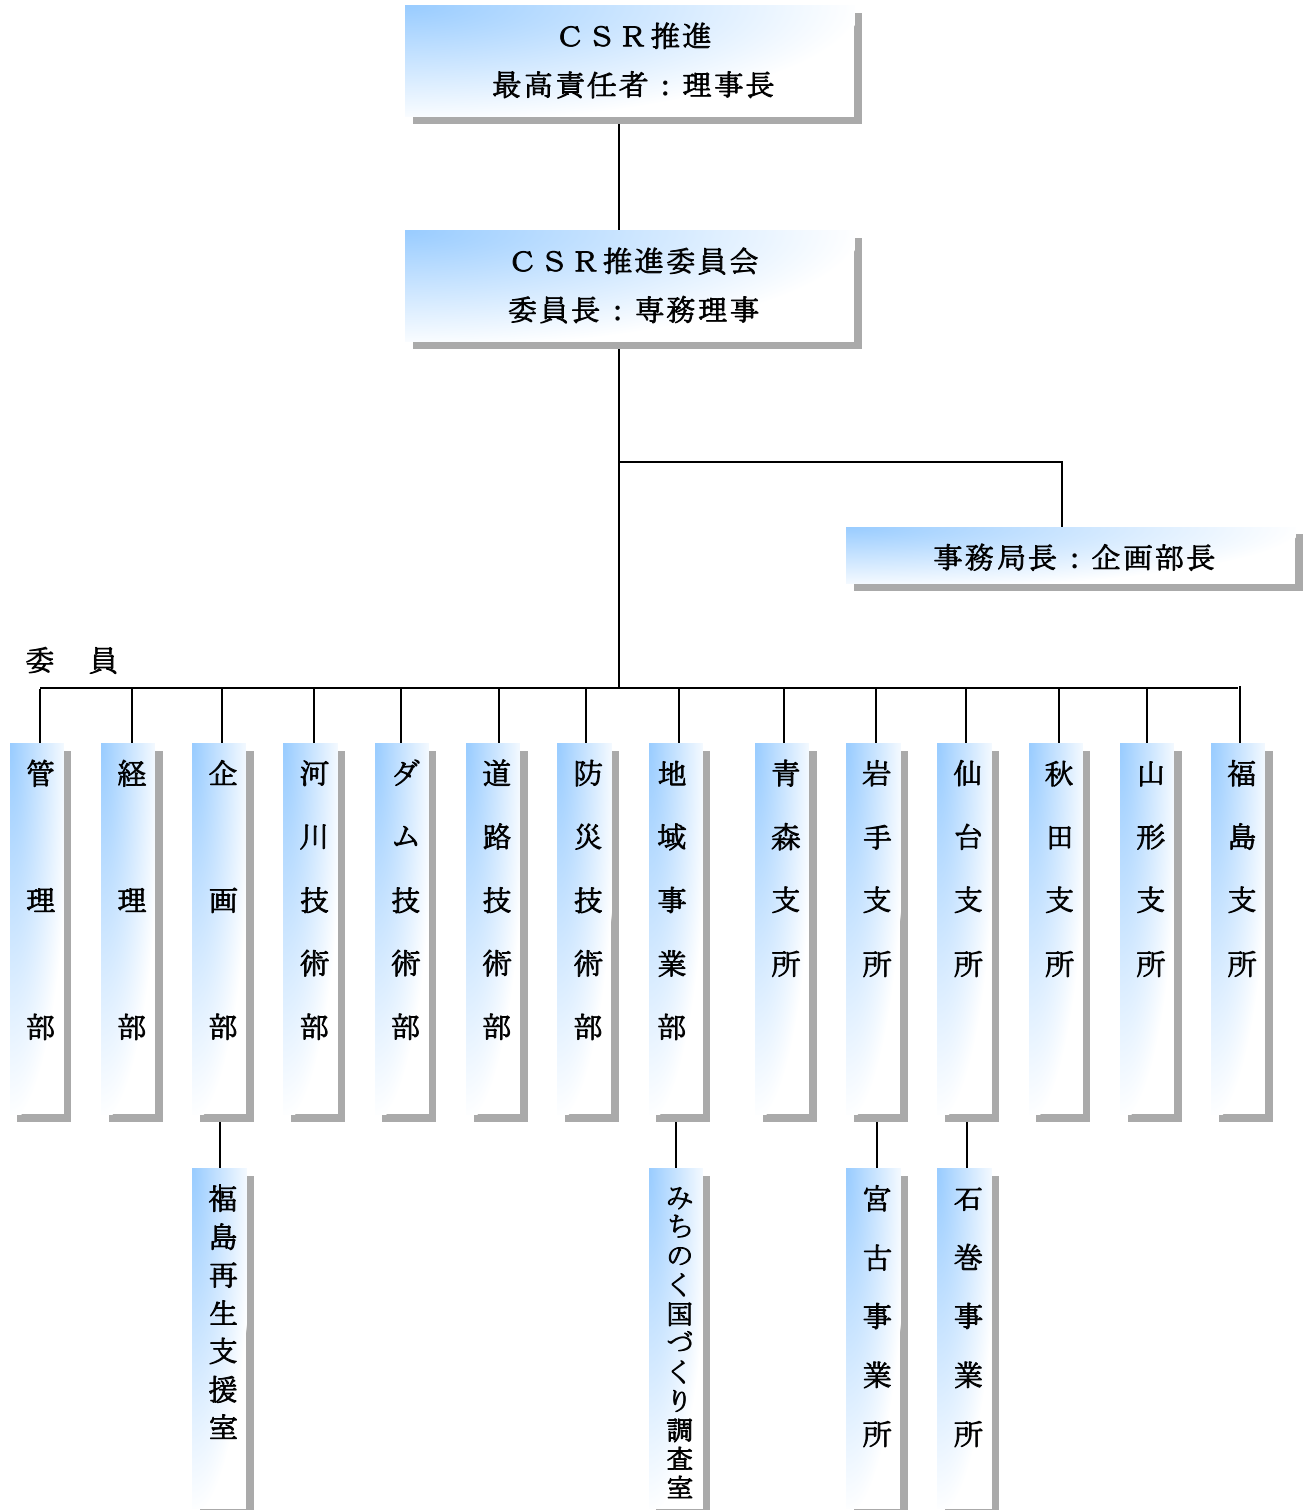 ＣＳＲ推進
最高責任者：理事長
ＣＳＲ推進委員会
委員長：専務理事
事務局長：企画部長
委　員
管理部
経理部
企画部
河川技術部
ダム技術部
道路技術部
防災技術部
地域事業部
青森支所
岩手支所
仙台支所
秋田支所
山形支所
福島支所
福島再生支援室
みちのく国づくり調査室
宮古事業所
石巻事業所